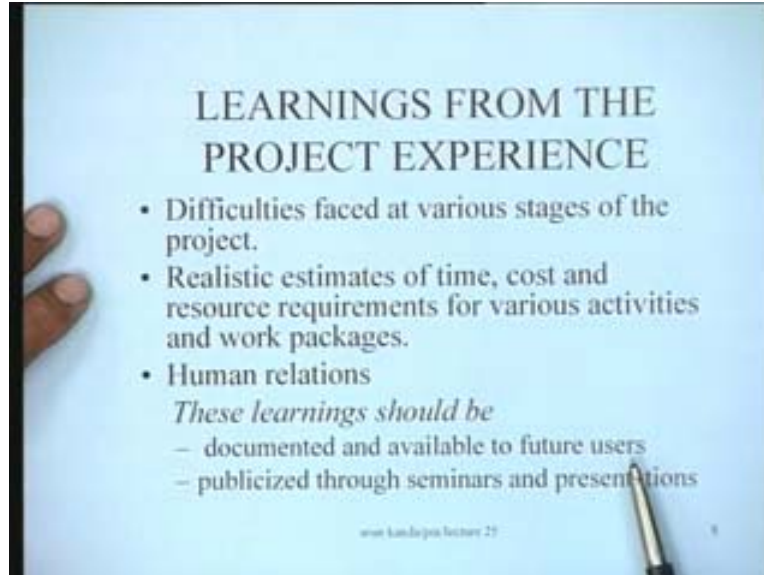 LEARNINGS FROM THE
PROJECT EXPERIENCE
• Difficulties faced at various stages of the
project.
• Realistic estimates of time, cost and
resource requirements for various activities
and work packages.
• Human relations
These learnings should be
– documented and available to future users
– publicized through seminars and presentations
lecture 25